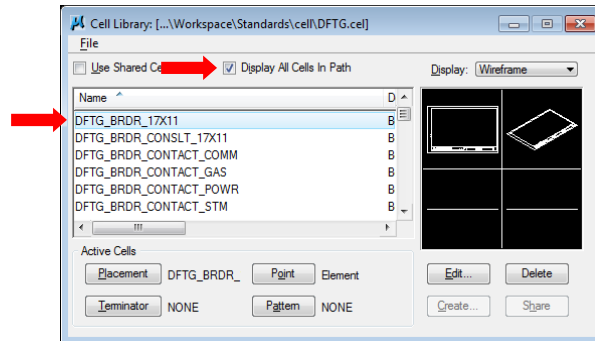 Cell Library: [...\Workspace\Standards\cell\DFTG.cel]
File
Use Shared Ce Display All Cells In Path Display: Wireframe
Name D
DFTG_BRDR_17X11 B
DFTG_BRDR_CONSLT_17X11 B
DFTG_BRDR_CONTACT_COMM B
DFTG_BRDR_CONTACT_GAS B
DFTG_BRDR_CONTACT_POWR B
DFTG_BRDR_CONTACT_STM B
Active Cells
Placement DFTG_BRDR_ Point Element Edit... Delete
Terminator NONE Pattern NONE Create... Share